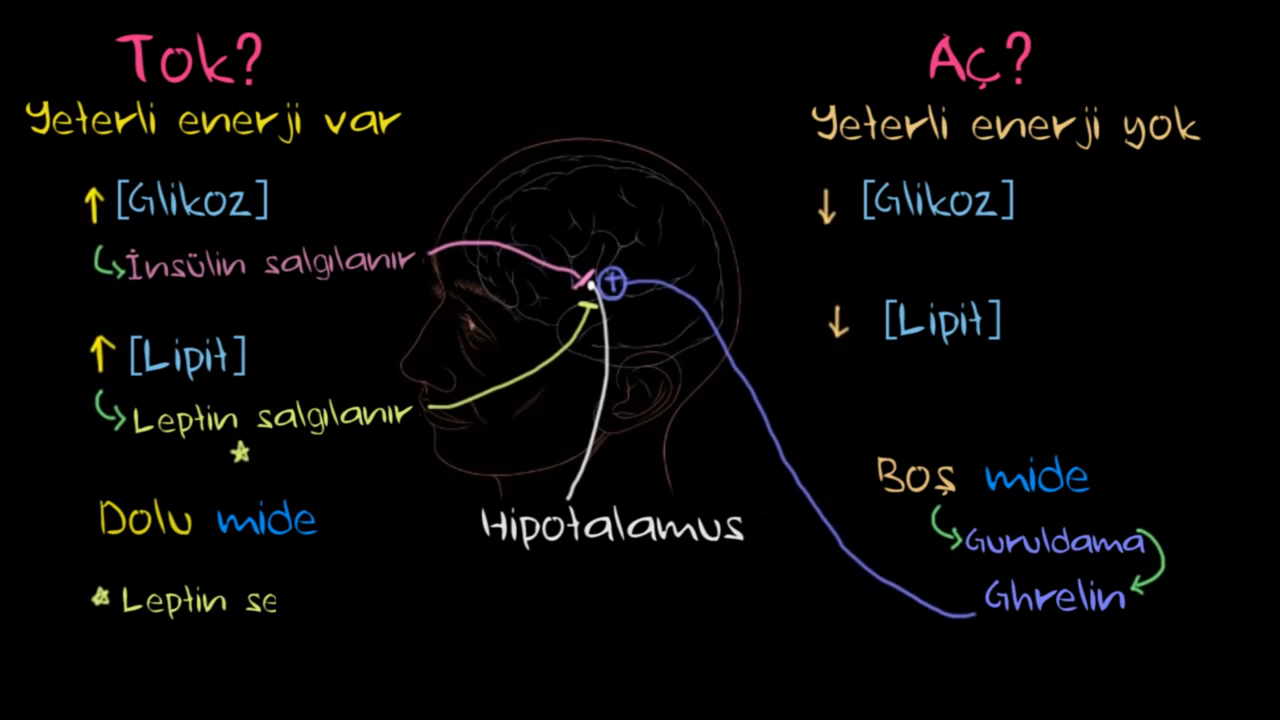 Tok?
Yeterli enerji var
↑ [Glikoz]
İnsülin salgılanır
↑ [Lipit]
Leptin salgılanır
Dolu mide
Leptin se
Hipotalamus
Aç?
Yeterli enerji yok
↓ [Glikoz]
↓ [Lipit]
Boş mide
Guruldama
Ghrelin
+